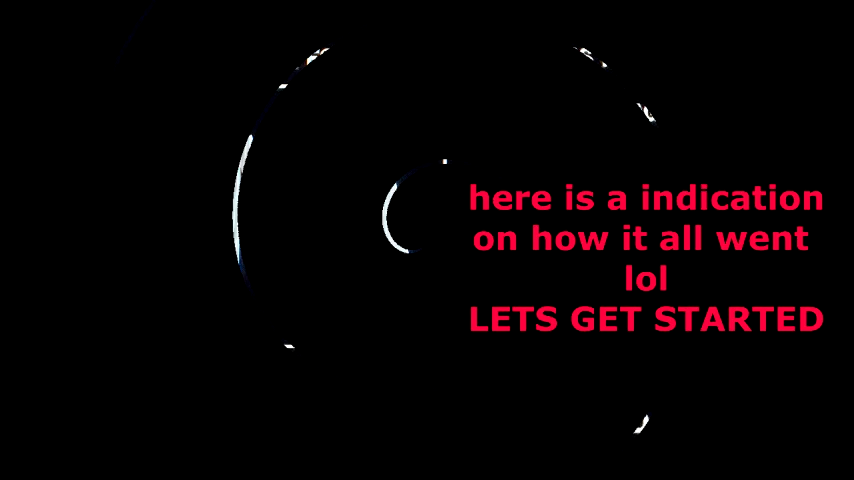 here is a indication
on how it all went
lol
LETS GET STARTED